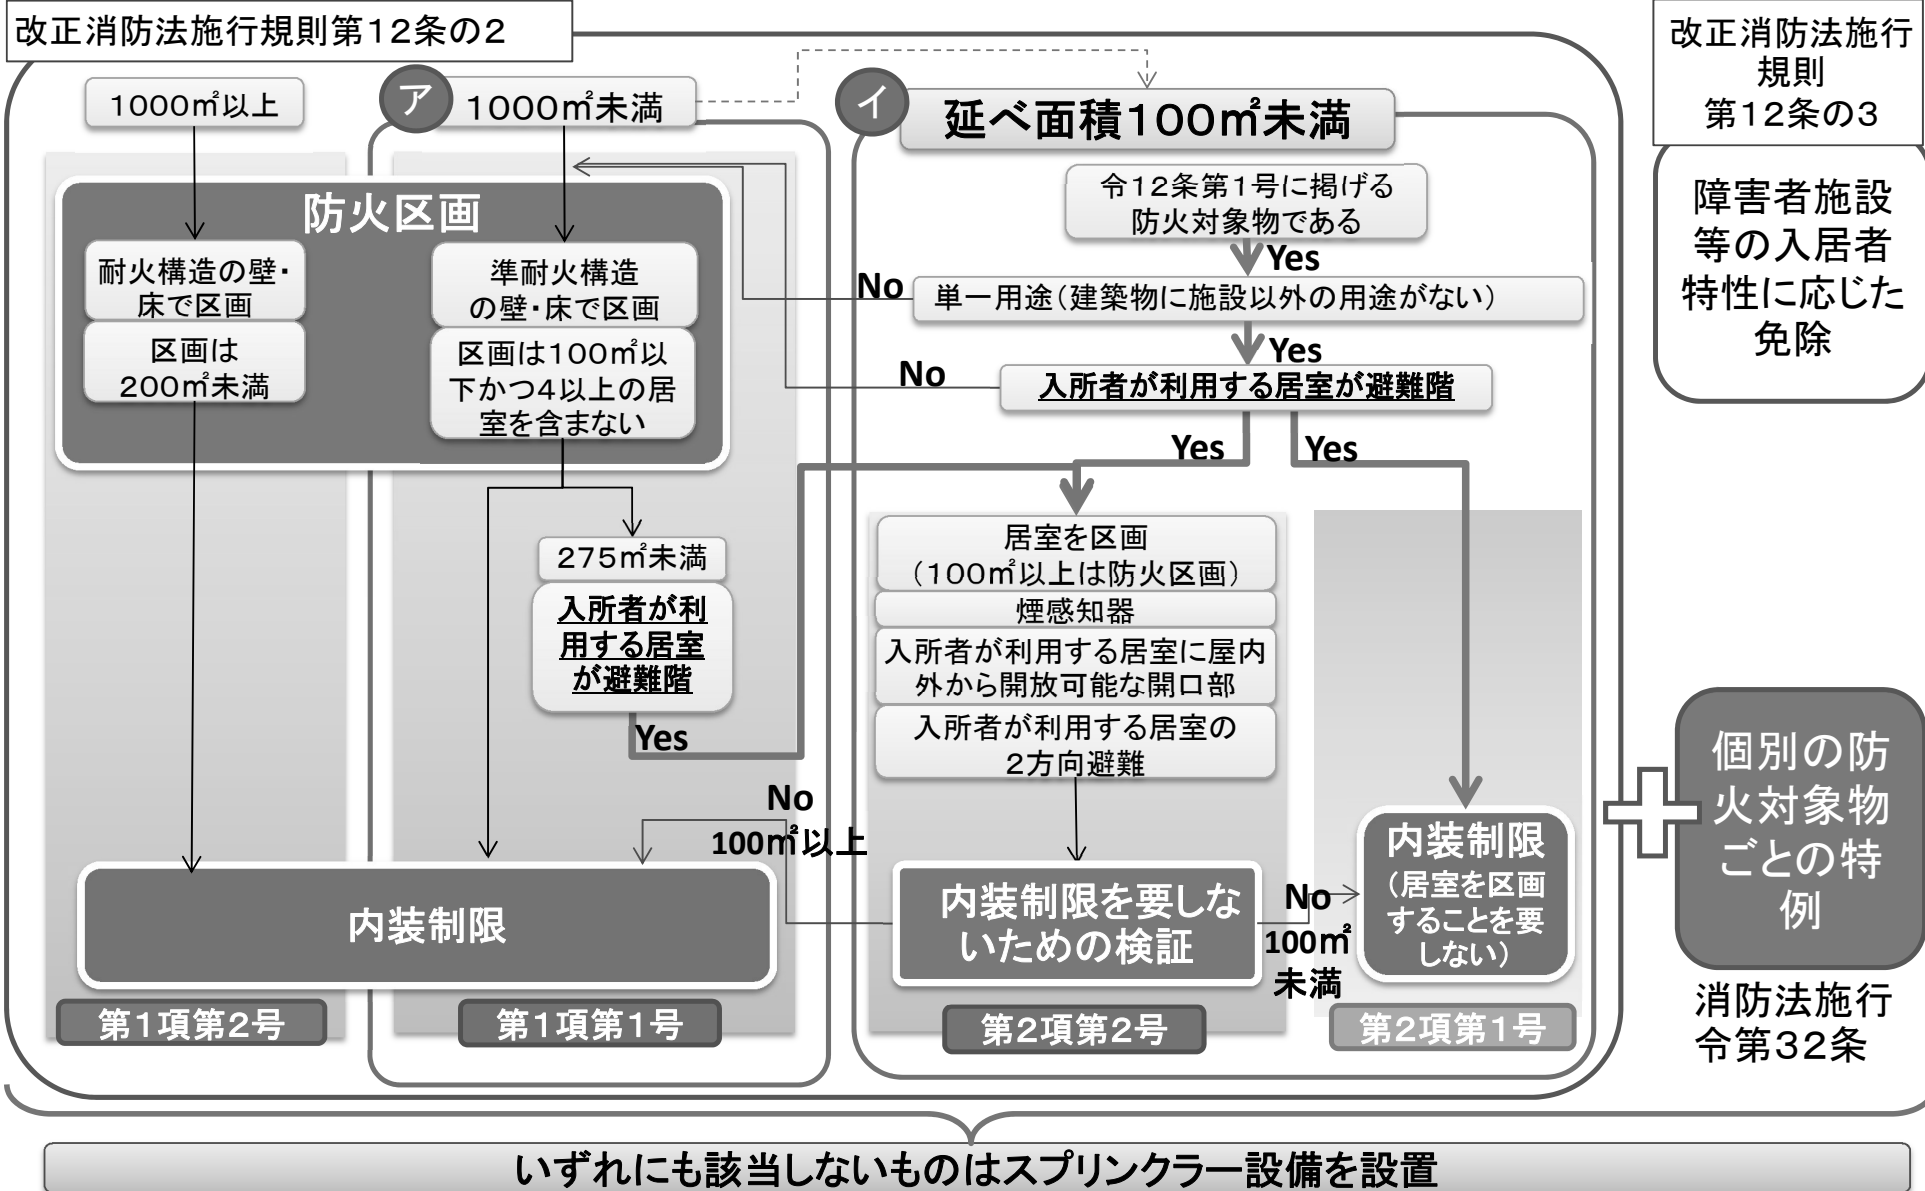 改正消防法施行規則第12条の2
1000㎡以上
ア
1000㎡未満
防火区画
耐火構造の壁・
床で区画
区画は
200㎡未満
準耐火構造
の壁・床で区画
区画は100㎡以
下かつ4以上の居
室を含まない
275㎡未満
入所者が利
用する居室
が避難階
Yes
内装制限
第1項第2号
第1項第1号
イ
延べ面積100㎡未満
令12条第1号に掲げる
防火対象物である
Yes
No
単一用途(建築物に施設以外の用途がない)
Yes
No
入所者が利用する居室が避難階
Yes
Yes
居室を区画
(100㎡以上は防火区画)
煙感知器
入所者が利用する居室に屋内
外から開放可能な開口部
入所者が利用する居室の
2方向避難
No
100㎡以上
内装制限を要しな
いための検証
No
100㎡
未満
内装制限
(居室を区画
することを要
しない)
第2項第2号
第2項第1号
改正消防法施行
規則
第12条の3
障害者施設
等の入居者
特性に応じた
免除
個別の防
火対象物
ごとの特
例
消防法施行
令第32条
いずれにも該当しないものはスプリンクラー設備を設置